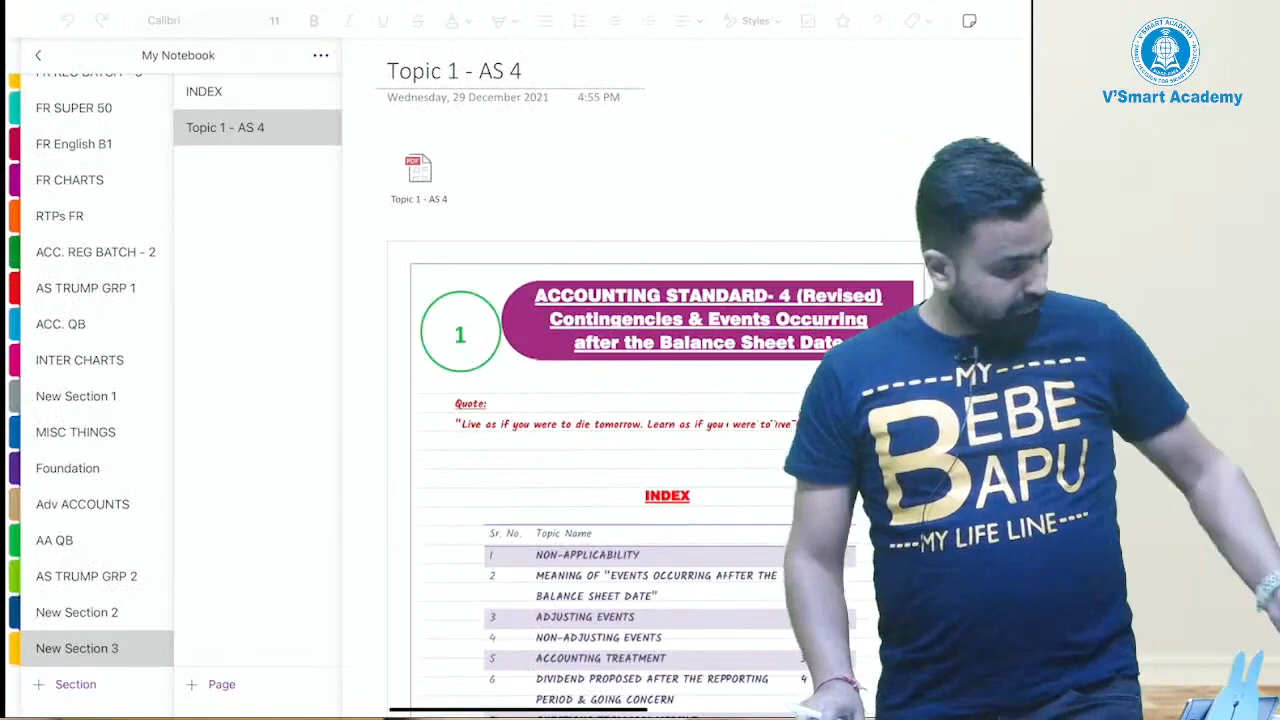 Calibri
11
Styles
V'SMART ACADEMY
V'Smart Academy
My Notebook
FR SUPER 50
FR English B1
FR CHARTS
RTPs FR
ACC. REG BATCH - 2
AS TRUMP GRP 1
ACC. QB
INTER CHARTS
New Section 1
MISC THINGS
Foundation
Adv ACCOUNTS
AA QB
AS TRUMP GRP 2
New Section 2
New Section 3
Section
INDEX
Topic 1 - AS 4
Page
Topic 1 - AS 4
Wednesday, 29 December 2021 4:55 PM
PDF
Topic 1 - AS 4
1
ACCOUNTING STANDARD- 4 (Revised)
Contingencies & Events Occurring
after the Balance Sheet Date
Quote:
"Live as if you were to die tomorrow. Learn as if you were to live
INDEX
Sr. No. Topic Name
1 NON-APPLICABILITY
2 MEANING OF "EVENTS OCCURRING AFTER THE
BALANCE SHEET DATE"
3 ADJUSTING EVENTS
4 NON-ADJUSTING EVENTS
5 ACCOUNTING TREATMENT
6 DIVIDEND PROPOSED AFTER THE REPPORTING 4
PERIOD & GOING CONCERN
MY
BEBE
BAPU
MY LIFE LINE